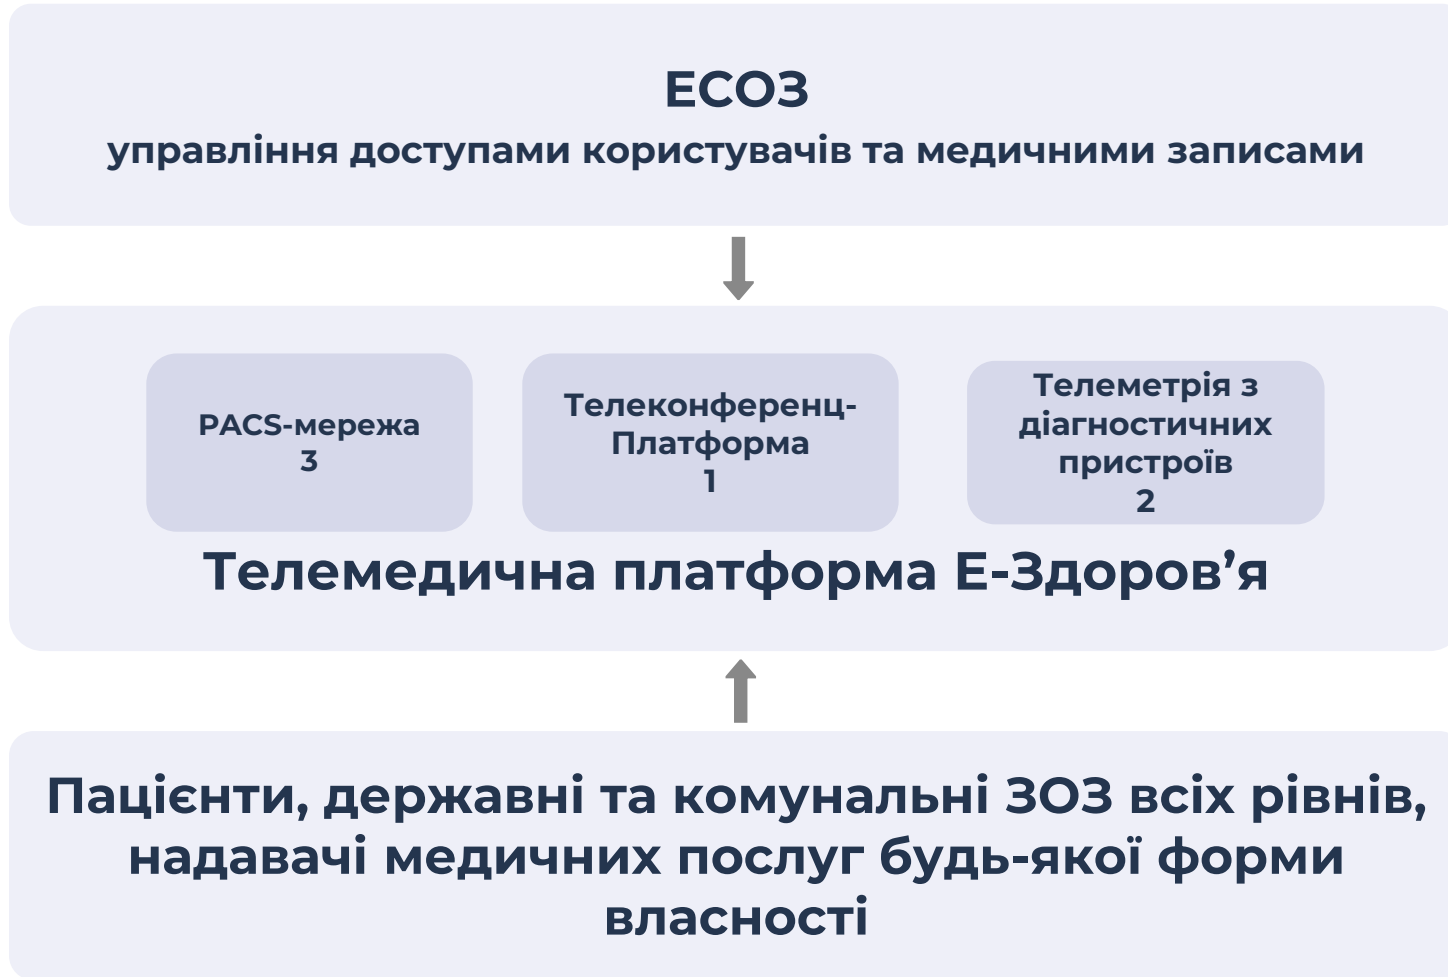 ЕСОЗ
управління доступами користувачів та медичними записами
PACS-мережа
3
Телеконференц-
Платформа
1
Телеметрія з
діагностичних
пристроїв
2
Телемедична платформа Е-Здоров’я
Пацієнти, державні та комунальні ЗОЗ всіх рівнів,
надавачі медичних послуг будь-якої форми
власності